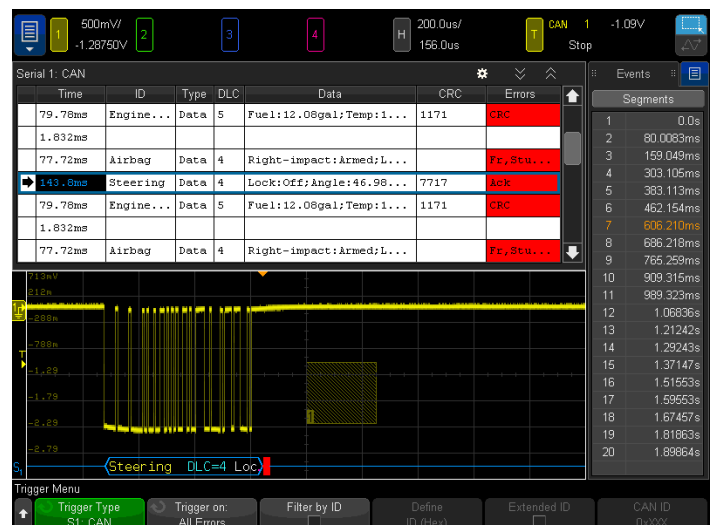 1 500mV/ -1.28750V 2 3 4 H 200.0us/ 156.0us T CAN 1 -1.09V Stop
Serial 1: CAN
Time ID Type DLC Data CRC Errors
79.78ms Engine... Data 5 Fuel:12.08gal;Temp:1... 1171 CRC
1.832ms
77.72ms Airbag Data 4 Right-impact:Armed;L... Fr,Stu...
143.8ms Steering Data 4 Lock:Off;Angle:46.98... 7717 Ack
79.78ms Engine... Data 5 Fuel:12.08gal;Temp:1... 1171 CRC
1.832ms
77.72ms Airbag Data 4 Right-impact:Armed;L... Fr,Stu...
Events
Segments
1 0.0s
2 80.0083ms
3 159.049ms
4 303.105ms
5 383.113ms
6 462.154ms
7 606.210ms
8 686.218ms
9 765.259ms
10 909.315ms
11 989.323ms
12 1.06836s
13 1.21242s
14 1.29243s
15 1.37147s
16 1.51553s
17 1.59553s
18 1.67457s
19 1.81863s
20 1.89864s
713mV
212m
-288m
-788m
T
-1.29
-1.79
1
-2.29
-2.79
S1 Steering DLC=4 Loc
Trigger Menu
Trigger Type S1: CAN
Trigger on: All Errors
Filter by ID
Define ID (Hex)
Extended ID
CAN ID 0xXXX